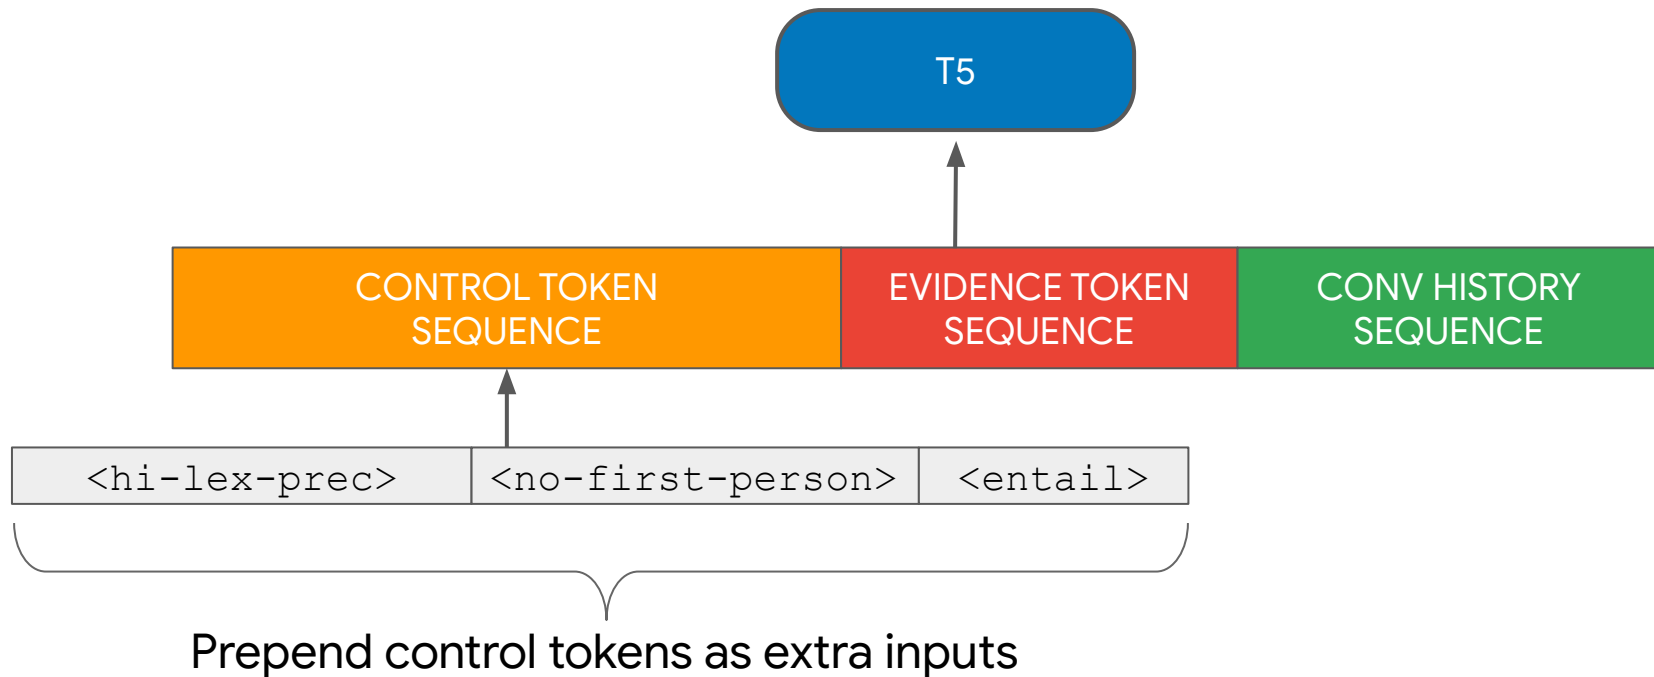 T5
CONTROL TOKEN
SEQUENCE
EVIDENCE TOKEN
SEQUENCE
CONV HISTORY
SEQUENCE
<hi-lex-prec>
<no-first-person>
<entail>
Prepend control tokens as extra inputs